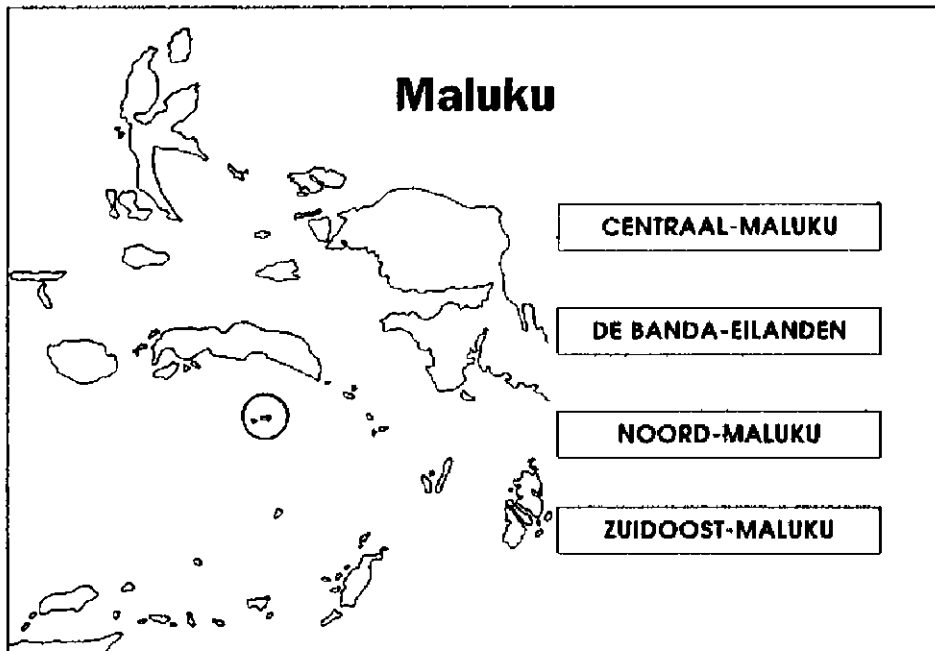 Maluku
CENTRAAL-MALUKU
DE BANDA-EILANDEN
NOORD-MALUKU
ZUIDOOST-MALUKU